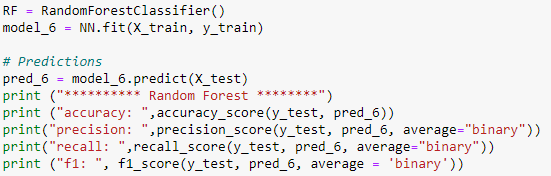 RF = RandomForestClassifier()
model_6 = NN.fit(X_train, y_train)
# Predictions
pred_6 = model_6.predict(X_test)
print ("********** Random Forest ********")
print ("accuracy: ",accuracy_score(y_test, pred_6))
print("precision: ",precision_score(y_test, pred_6, average="binary"))
print("recall: ",recall_score(y_test, pred_6, average="binary"))
print ("f1: ", f1_score(y_test, pred_6, average = 'binary'))